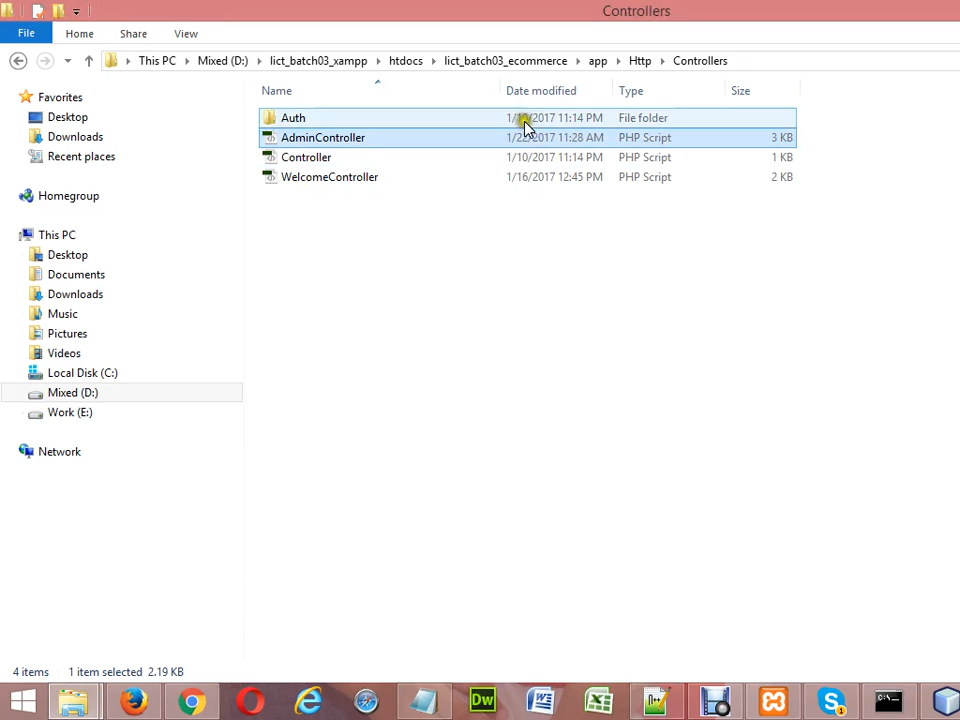 Controllers
File Home Share View
This PC Mixed (D:) lict_batch03_xampp htdocs lict_batch03_ecommerce app Http Controllers
Name Date modified Type Size
Favorites
Desktop
Downloads
Recent places
Homegroup
This PC
Desktop
Documents
Downloads
Music
Pictures
Videos
Local Disk (C:)
Mixed (D:)
Work (E:)
Network
Auth 11:14 PM File folder
AdminController 11:28 AM PHP Script 3 KB
Controller 1/10/2017 11:14 PM PHP Script 1 KB
WelcomeController 1/16/2017 12:45 PM PHP Script 2 KB
4 items 1 item selected 2.19 KB
Dw